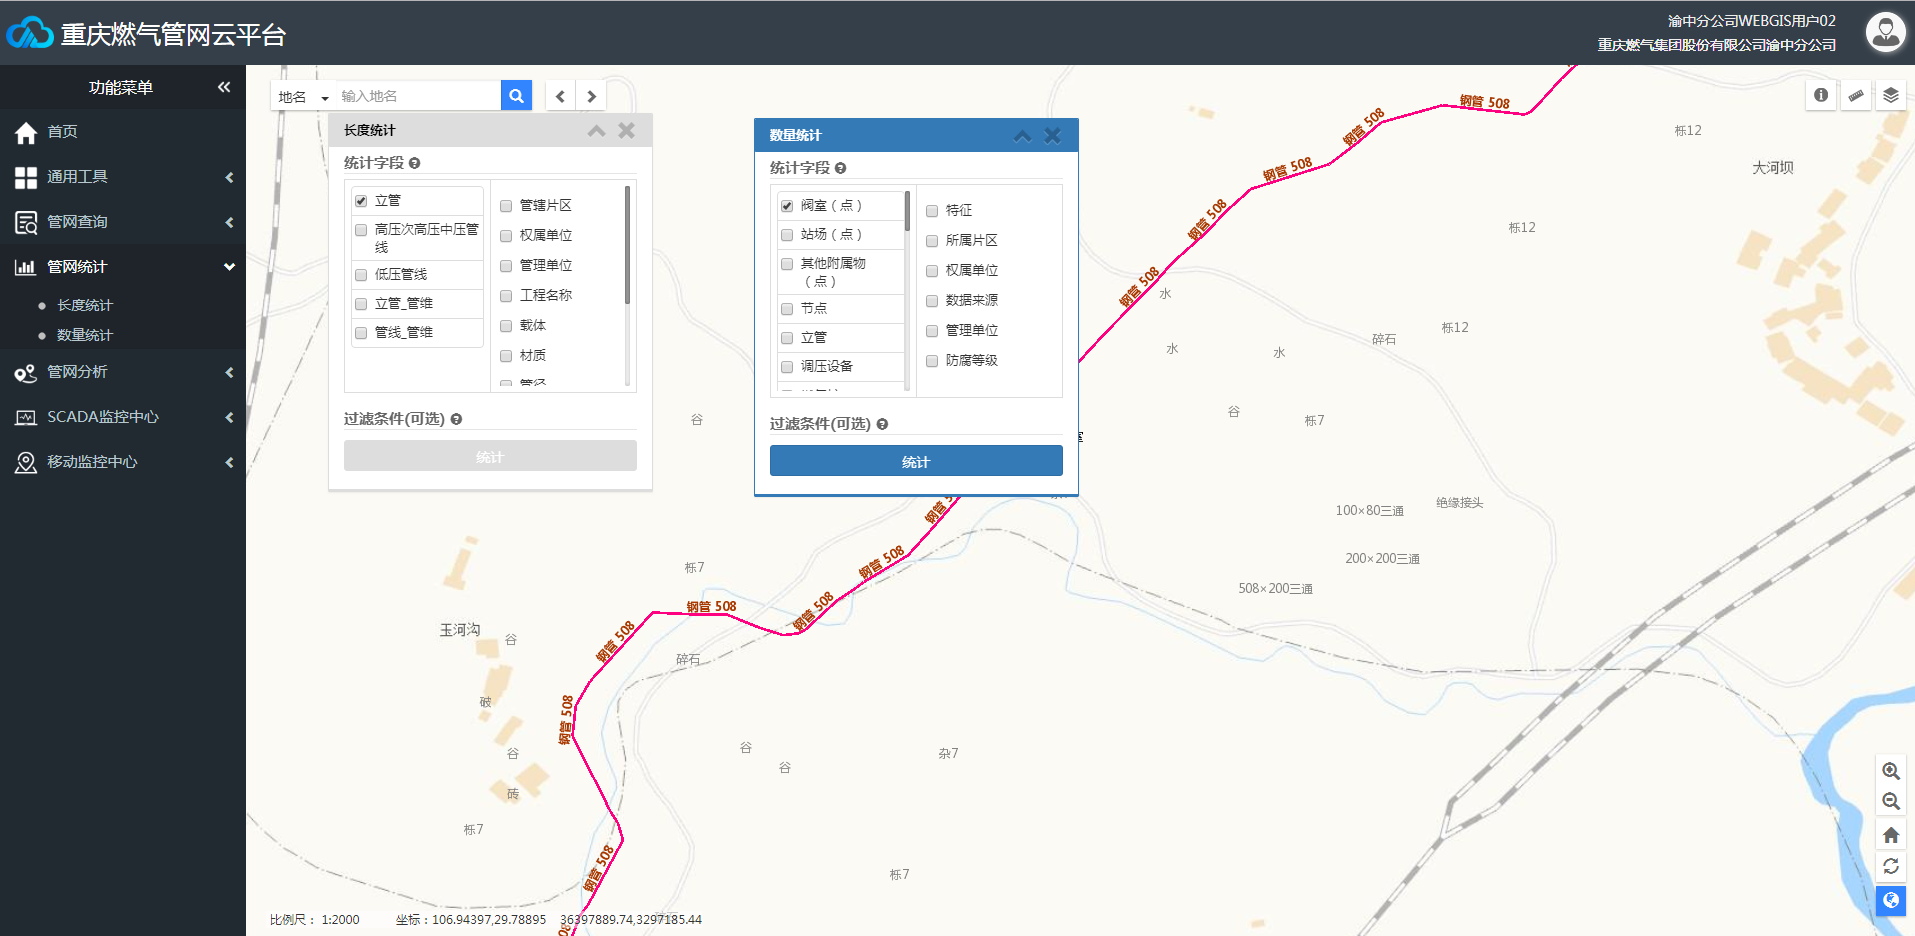 重庆燃气管网云平台
渝中分公司WEBGIS用户02
重庆燃气集团股份有限公司渝中分公司
功能菜单
首页
通用工具
管网查询
管网统计
长度统计
数量统计
管网分析
SCADA监控中心
移动监控中心
地名
输入地名
长度统计
统计字段
立管
高压次高压中压管
线
低压管线
立管_管维
管线_管维
管辖片区
权属单位
管理单位
工程名称
载体
材质
管径
过滤条件(可选)
统计
数量统计
统计字段
阀室（点）
站场（点）
其他附属物
（点）
节点
立管
调压设备
特征
所属片区
权属单位
数据来源
管理单位
防腐等级
过滤条件(可选)
统计
钢管 508
钢管 508
钢管 508
钢管 508
钢管 508
钢管 508
钢管 508
钢管 508
钢管 508
钢管 508
钢管 508
钢管 508
栎12
大河坝
栎12
水
栎12
碎石
水
水
谷
谷
栎7
绝缘接头
100×80三通
200×200三通
508×200三通
栎7
玉河沟
谷
碎石
破
谷
谷
谷
杂7
砖
栎7
栎7
比例尺： 1:2000
坐标：106.94397,29.78895
36397889.74,3297185.44